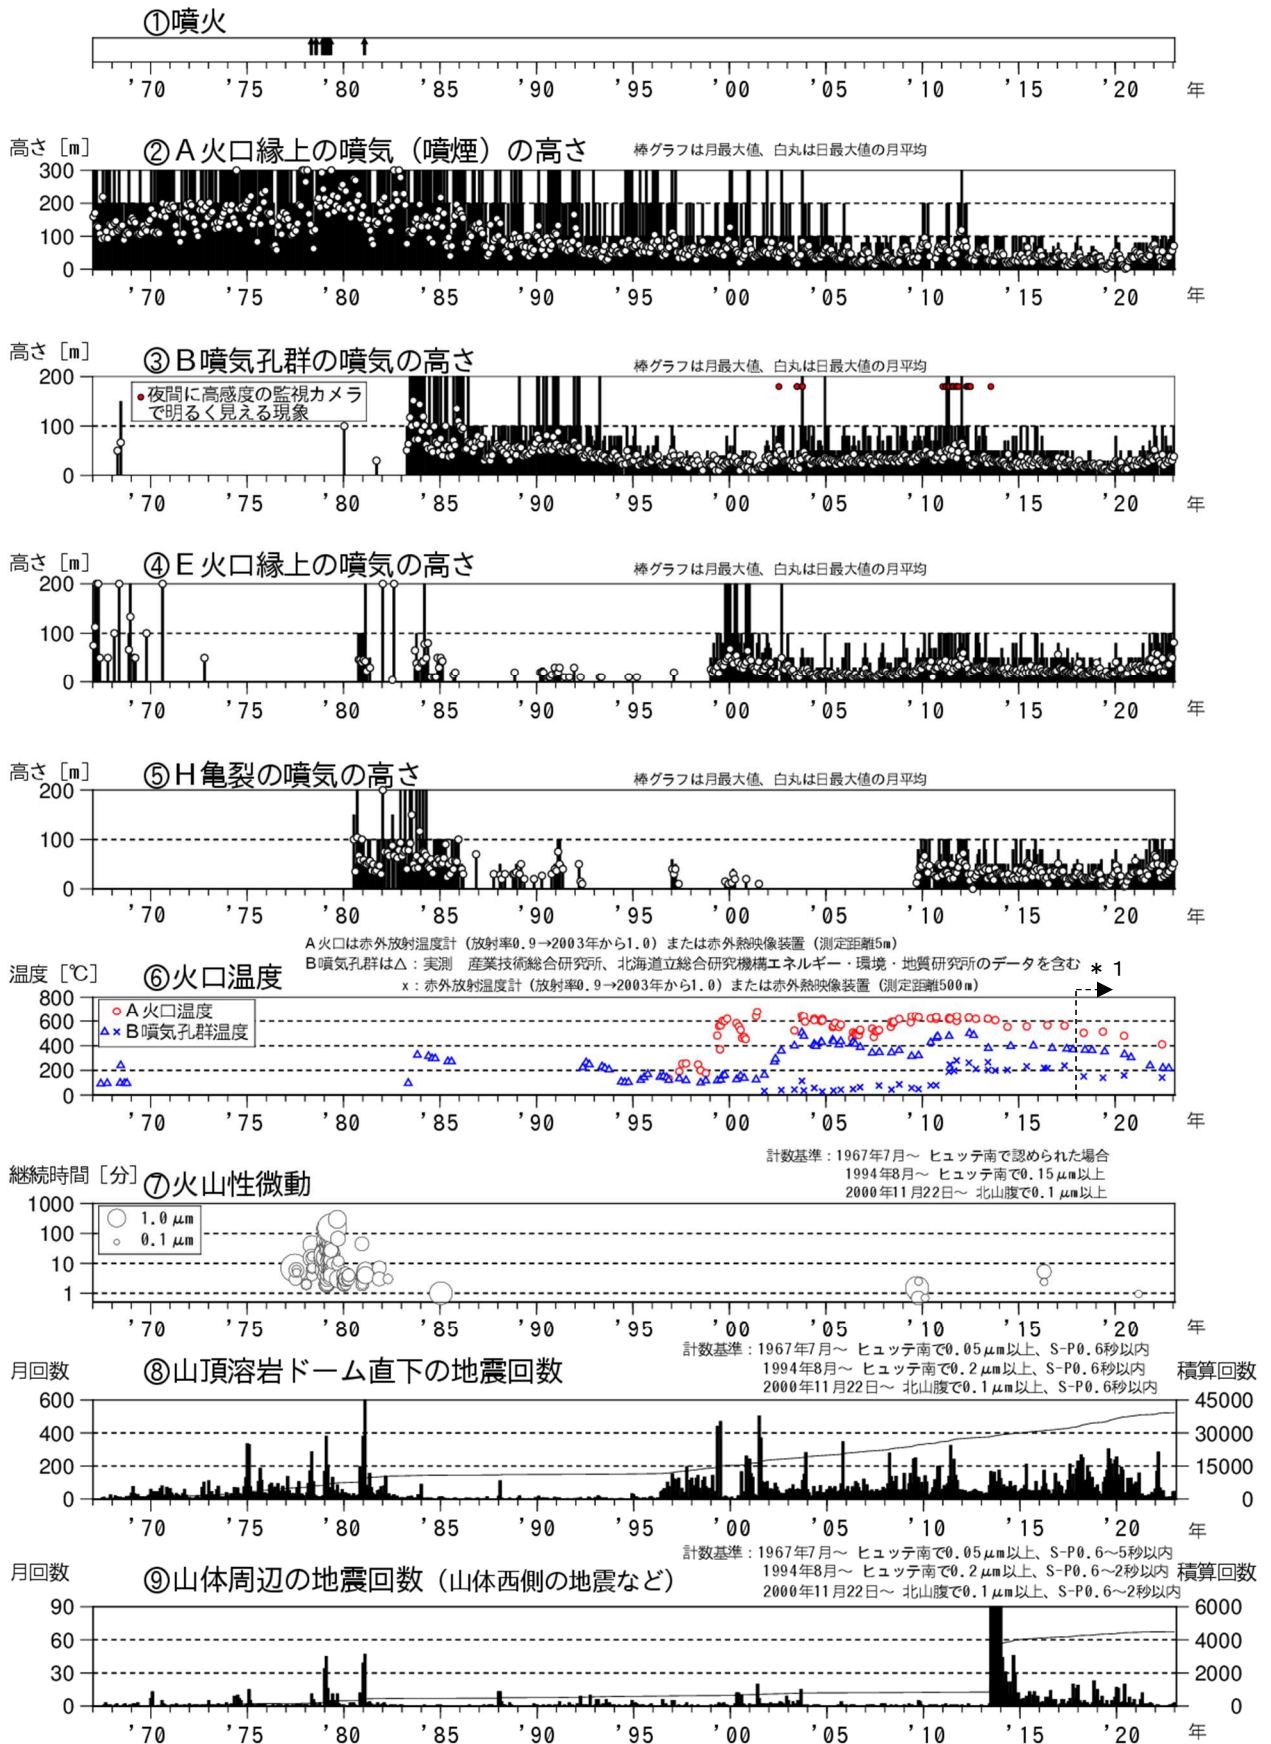 ①噴火
'70 '75 '80 '85 '90 '95 '00 '05 '10 '15 '20 年
高さ [m] ②A火口縁上の噴気（噴煙）の高さ 棒グラフは月最大値、白丸は日最大値の月平均
300
200
100
0
'70 '75 '80 '85 '90 '95 '00 '05 '10 '15 '20 年
高さ [m] ③B噴気孔群の噴気の高さ 棒グラフは月最大値、白丸は日最大値の月平均
200
夜間に高感度の監視カメラ
で明るく見える現象
100
0
'70 '75 '80 '85 '90 '95 '00 '05 '10 '15 '20 年
高さ [m] ④E火口縁上の噴気の高さ 棒グラフは月最大値、白丸は日最大値の月平均
200
100
0
'70 '75 '80 '85 '90 '95 '00 '05 '10 '15 '20 年
高さ [m] ⑤H亀裂の噴気の高さ 棒グラフは月最大値、白丸は日最大値の月平均
200
100
0
'70 '75 '80 '85 '90 '95 '00 '05 '10 '15 '20 年
A火口は赤外放射温度計（放射率0.9→2003年から1.0）または赤外熱映像装置（測定距離5m）
B噴気孔群は△：実測 産業技術総合研究所、北海道立総合研究機構エネルギー・環境・地質研究所のデータを含む
x：赤外放射温度計（放射率0.9→2003年から1.0）または赤外熱映像装置（測定距離500m）
温度 [℃] ⑥火口温度 ＊1
800
○ A火口温度
600
△ × B噴気孔群温度
400
200
0
'70 '75 '80 '85 '90 '95 '00 '05 '10 '15 '20 年
計数基準：1967年7月～ ヒュッテ南で認められた場合
1994年8月～ ヒュッテ南で0.15μm以上
2000年11月22日～ 北山腹で0.1μm以上
継続時間 [分] ⑦火山性微動
1000
1.0μm
100
0.1μm
10
1
'70 '75 '80 '85 '90 '95 '00 '05 '10 '15 '20 年
計数基準：1967年7月～ ヒュッテ南で0.05μm以上、S-P0.6秒以内
1994年8月～ ヒュッテ南で0.2μm以上、S-P0.6秒以内
2000年11月22日～ 北山腹で0.1μm以上、S-P0.6秒以内
月回数 ⑧山頂溶岩ドーム直下の地震回数 積算回数
600 45000
400 30000
200 15000
0 0
'70 '75 '80 '85 '90 '95 '00 '05 '10 '15 '20 年
計数基準：1967年7月～ ヒュッテ南で0.05μm以上、S-P0.6～5秒以内
1994年8月～ ヒュッテ南で0.2μm以上、S-P0.6～2秒以内
2000年11月22日～ 北山腹で0.1μm以上、S-P0.6～2秒以内
月回数 ⑨山体周辺の地震回数（山体西側の地震など） 積算回数
90 6000
60 4000
30 2000
0 0
'70 '75 '80 '85 '90 '95 '00 '05 '10 '15 '20 年